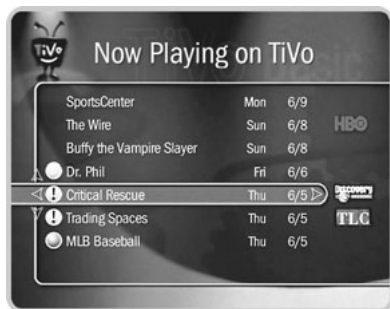 TiVo
Now Playing on TiVo
SportsCenter Mon 6/9
The Wire Sun 6/8 HBO
Buffy the Vampire Slayer Sun 6/8
Dr. Phil Fri 6/6
! Critical Rescue Thu 6/5 Discovery
! Trading Spaces Thu 6/5 TLC
MLB Baseball Thu 6/5